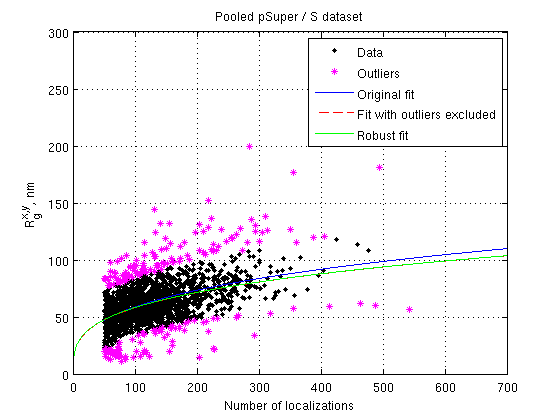 Pooled pSuper / S dataset
300
250
200
150
100
50
0
R_g^{x,y}, nm
Data
Outliers
Original fit
Fit with outliers excluded
Robust fit
0 100 200 300 400 500 600 700
Number of localizations